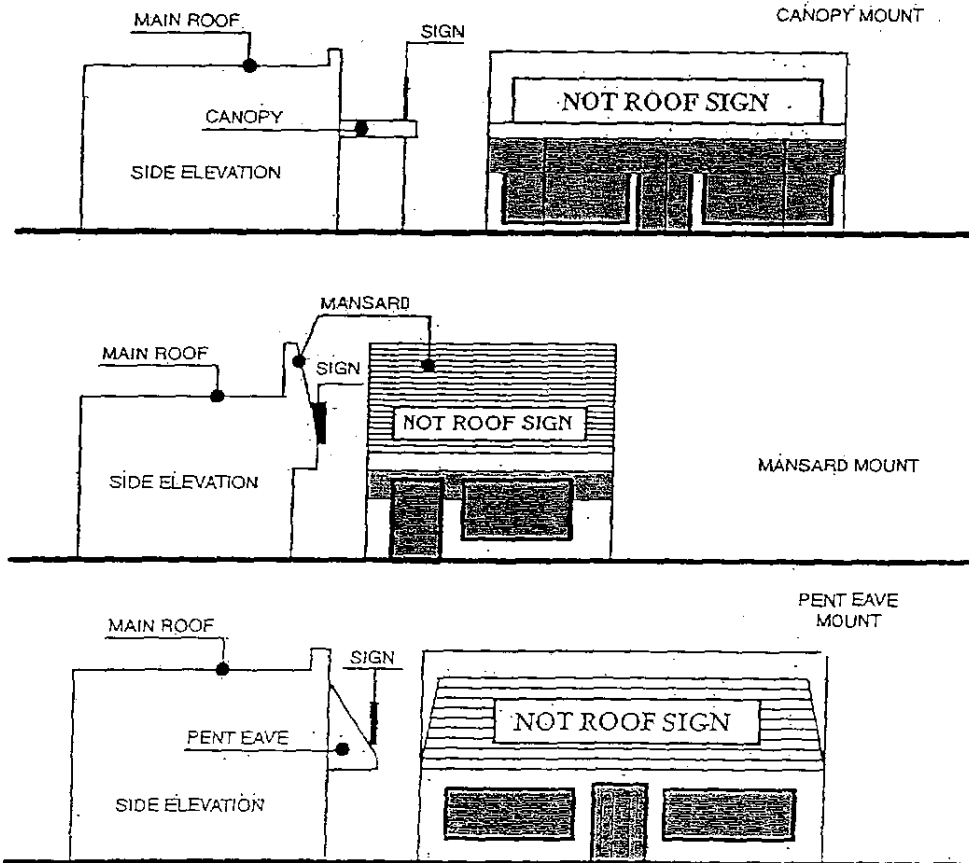 MAIN ROOF
SIGN
CANOPY MOUNT
NOT ROOF SIGN
CANOPY
SIDE ELEVATION
MANSARD
MAIN ROOF
SIGN
NOT ROOF SIGN
SIDE ELEVATION
MANSARD MOUNT
PENT EAVE
MOUNT
MAIN ROOF
SIGN
NOT ROOF SIGN
PENT EAVE
SIDE ELEVATION